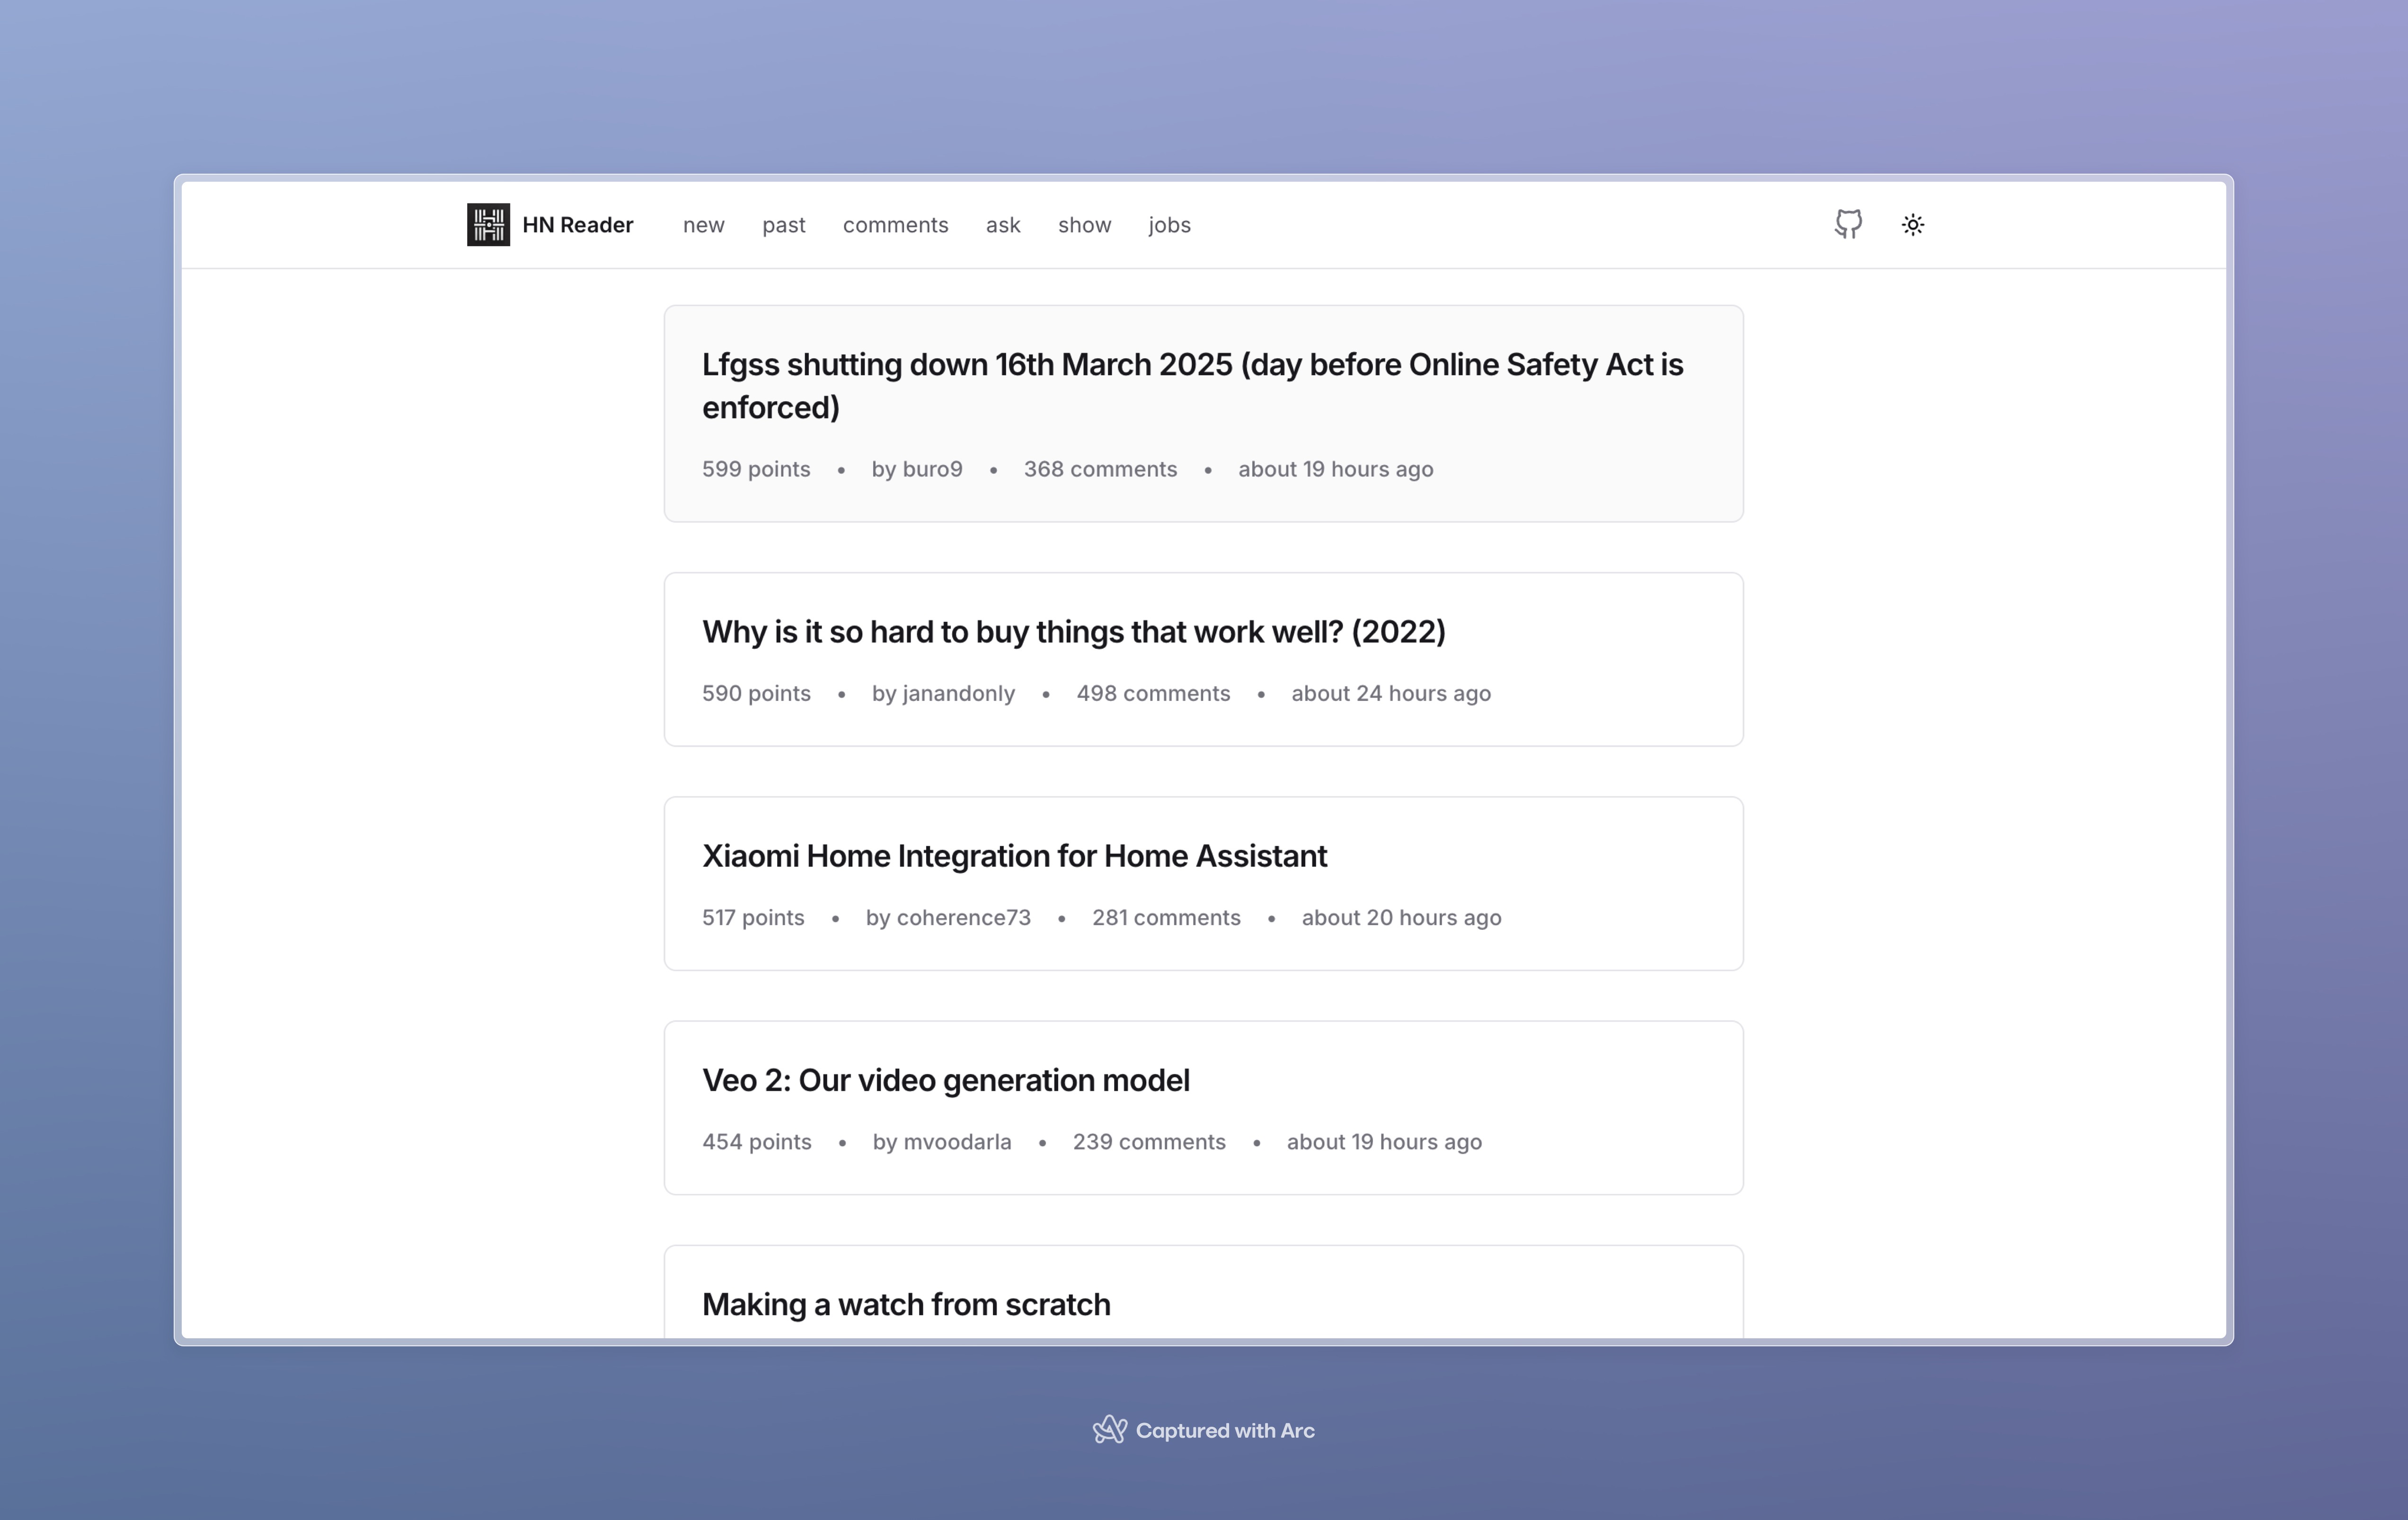 HN Reader new past comments ask show jobs
Lfgss shutting down 16th March 2025 (day before Online Safety Act is
enforced)
599 points • by buro9 • 368 comments • about 19 hours ago
Why is it so hard to buy things that work well? (2022)
590 points • by janandonly • 498 comments • about 24 hours ago
Xiaomi Home Integration for Home Assistant
517 points • by coherence73 • 281 comments • about 20 hours ago
Veo 2: Our video generation model
454 points • by mvoodarla • 239 comments • about 19 hours ago
Making a watch from scratch
Captured with Arc